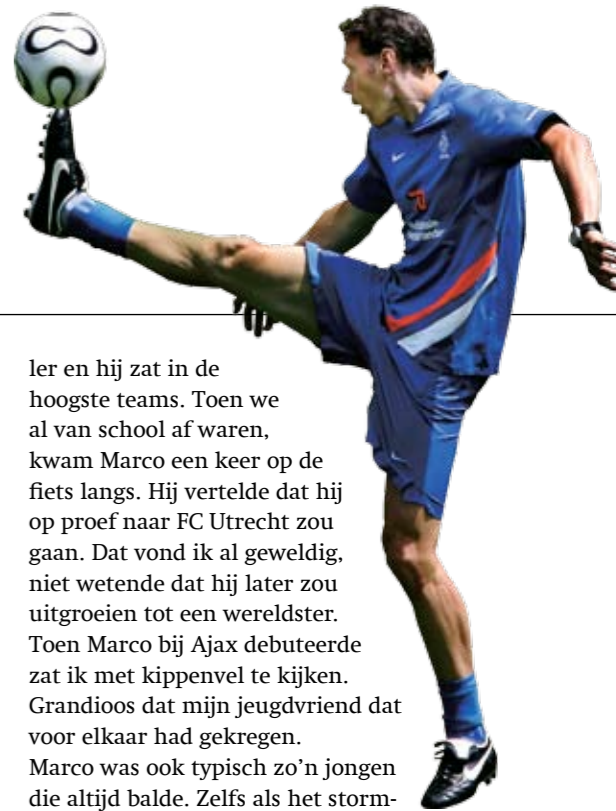 ler en hij zat in de
hoogste teams. Toen we
al van school af waren,
kwam Marco een keer op de
fiets langs. Hij vertelde dat hij
op proef naar FC Utrecht zou
gaan. Dat vond ik al geweldig,
niet wetende dat hij later zou
uitgroeien tot een wereldster.
Toen Marco bij Ajax debuteerde
zat ik met kippenvel te kijken.
Grandioos dat mijn jeugdvriend dat
voor elkaar had gekregen.
Marco was ook typisch zo’n jongen
die altijd balde. Zelfs als het storm-